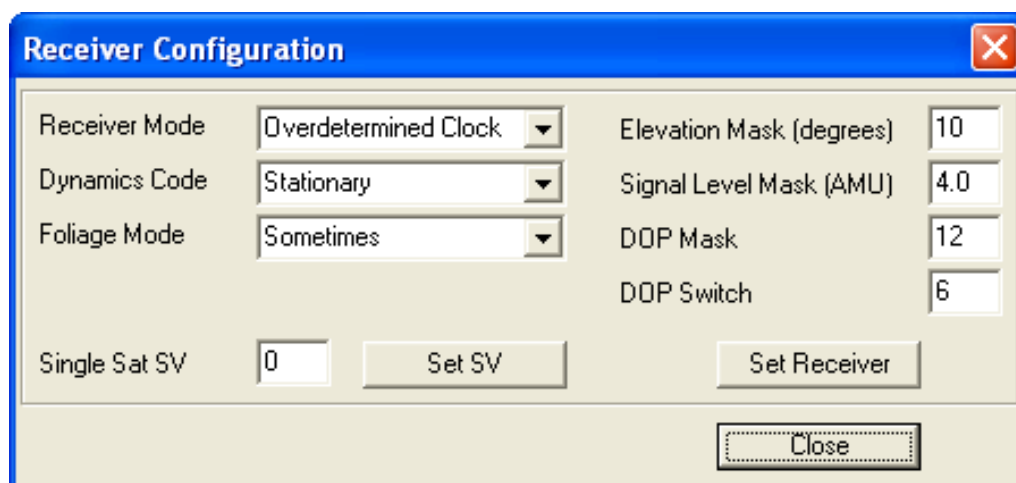 Receiver Configuration
Receiver Mode Overdetermined Clock Elevation Mask (degrees) 10
Dynamics Code Stationary Signal Level Mask (AMU) 4.0
Foliage Mode Sometimes DOP Mask 12
DOP Switch 6
Single Sat SV 0 Set SV Set Receiver
Close